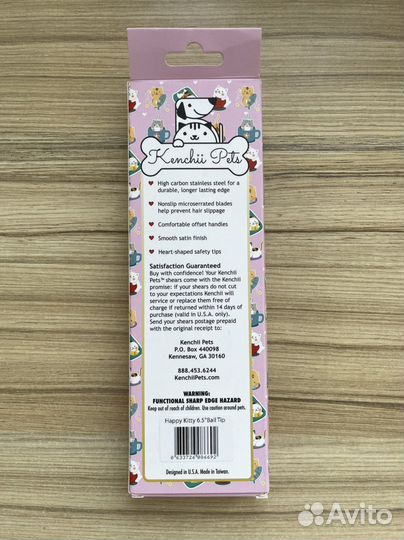 Kenchii Pets
High carbon stainless steel for a
durable, longer lasting edge
Nonslip microserrated blades
help prevent hair slippage
Comfortable offset handles
Smooth satin finish
Heart-shaped safety tips
Satisfaction Guaranteed
Buy with confidence! Your Kenchii
Pets™ shears come with the Kenchii
promise: if your shears do not cut
to your expectations Kenchii will
service or replace them free of
charge if returned within 14 days of
purchase (valid in U.S.A. only).
Send your shears postage prepaid
with the original receipt to:
Kenchii Pets
P.O. Box 440098
Kennesaw, GA 30160
888.453.6244
KenchiiPets.com
WARNING:
FUNCTIONAL SHARP EDGE HAZARD
Keep out of reach of children. Use caution around pets.
Happy Kitty 6.5"Ball Tip
0 633726 006692
Designed in U.S.A. Made in Taiwan.
Avito